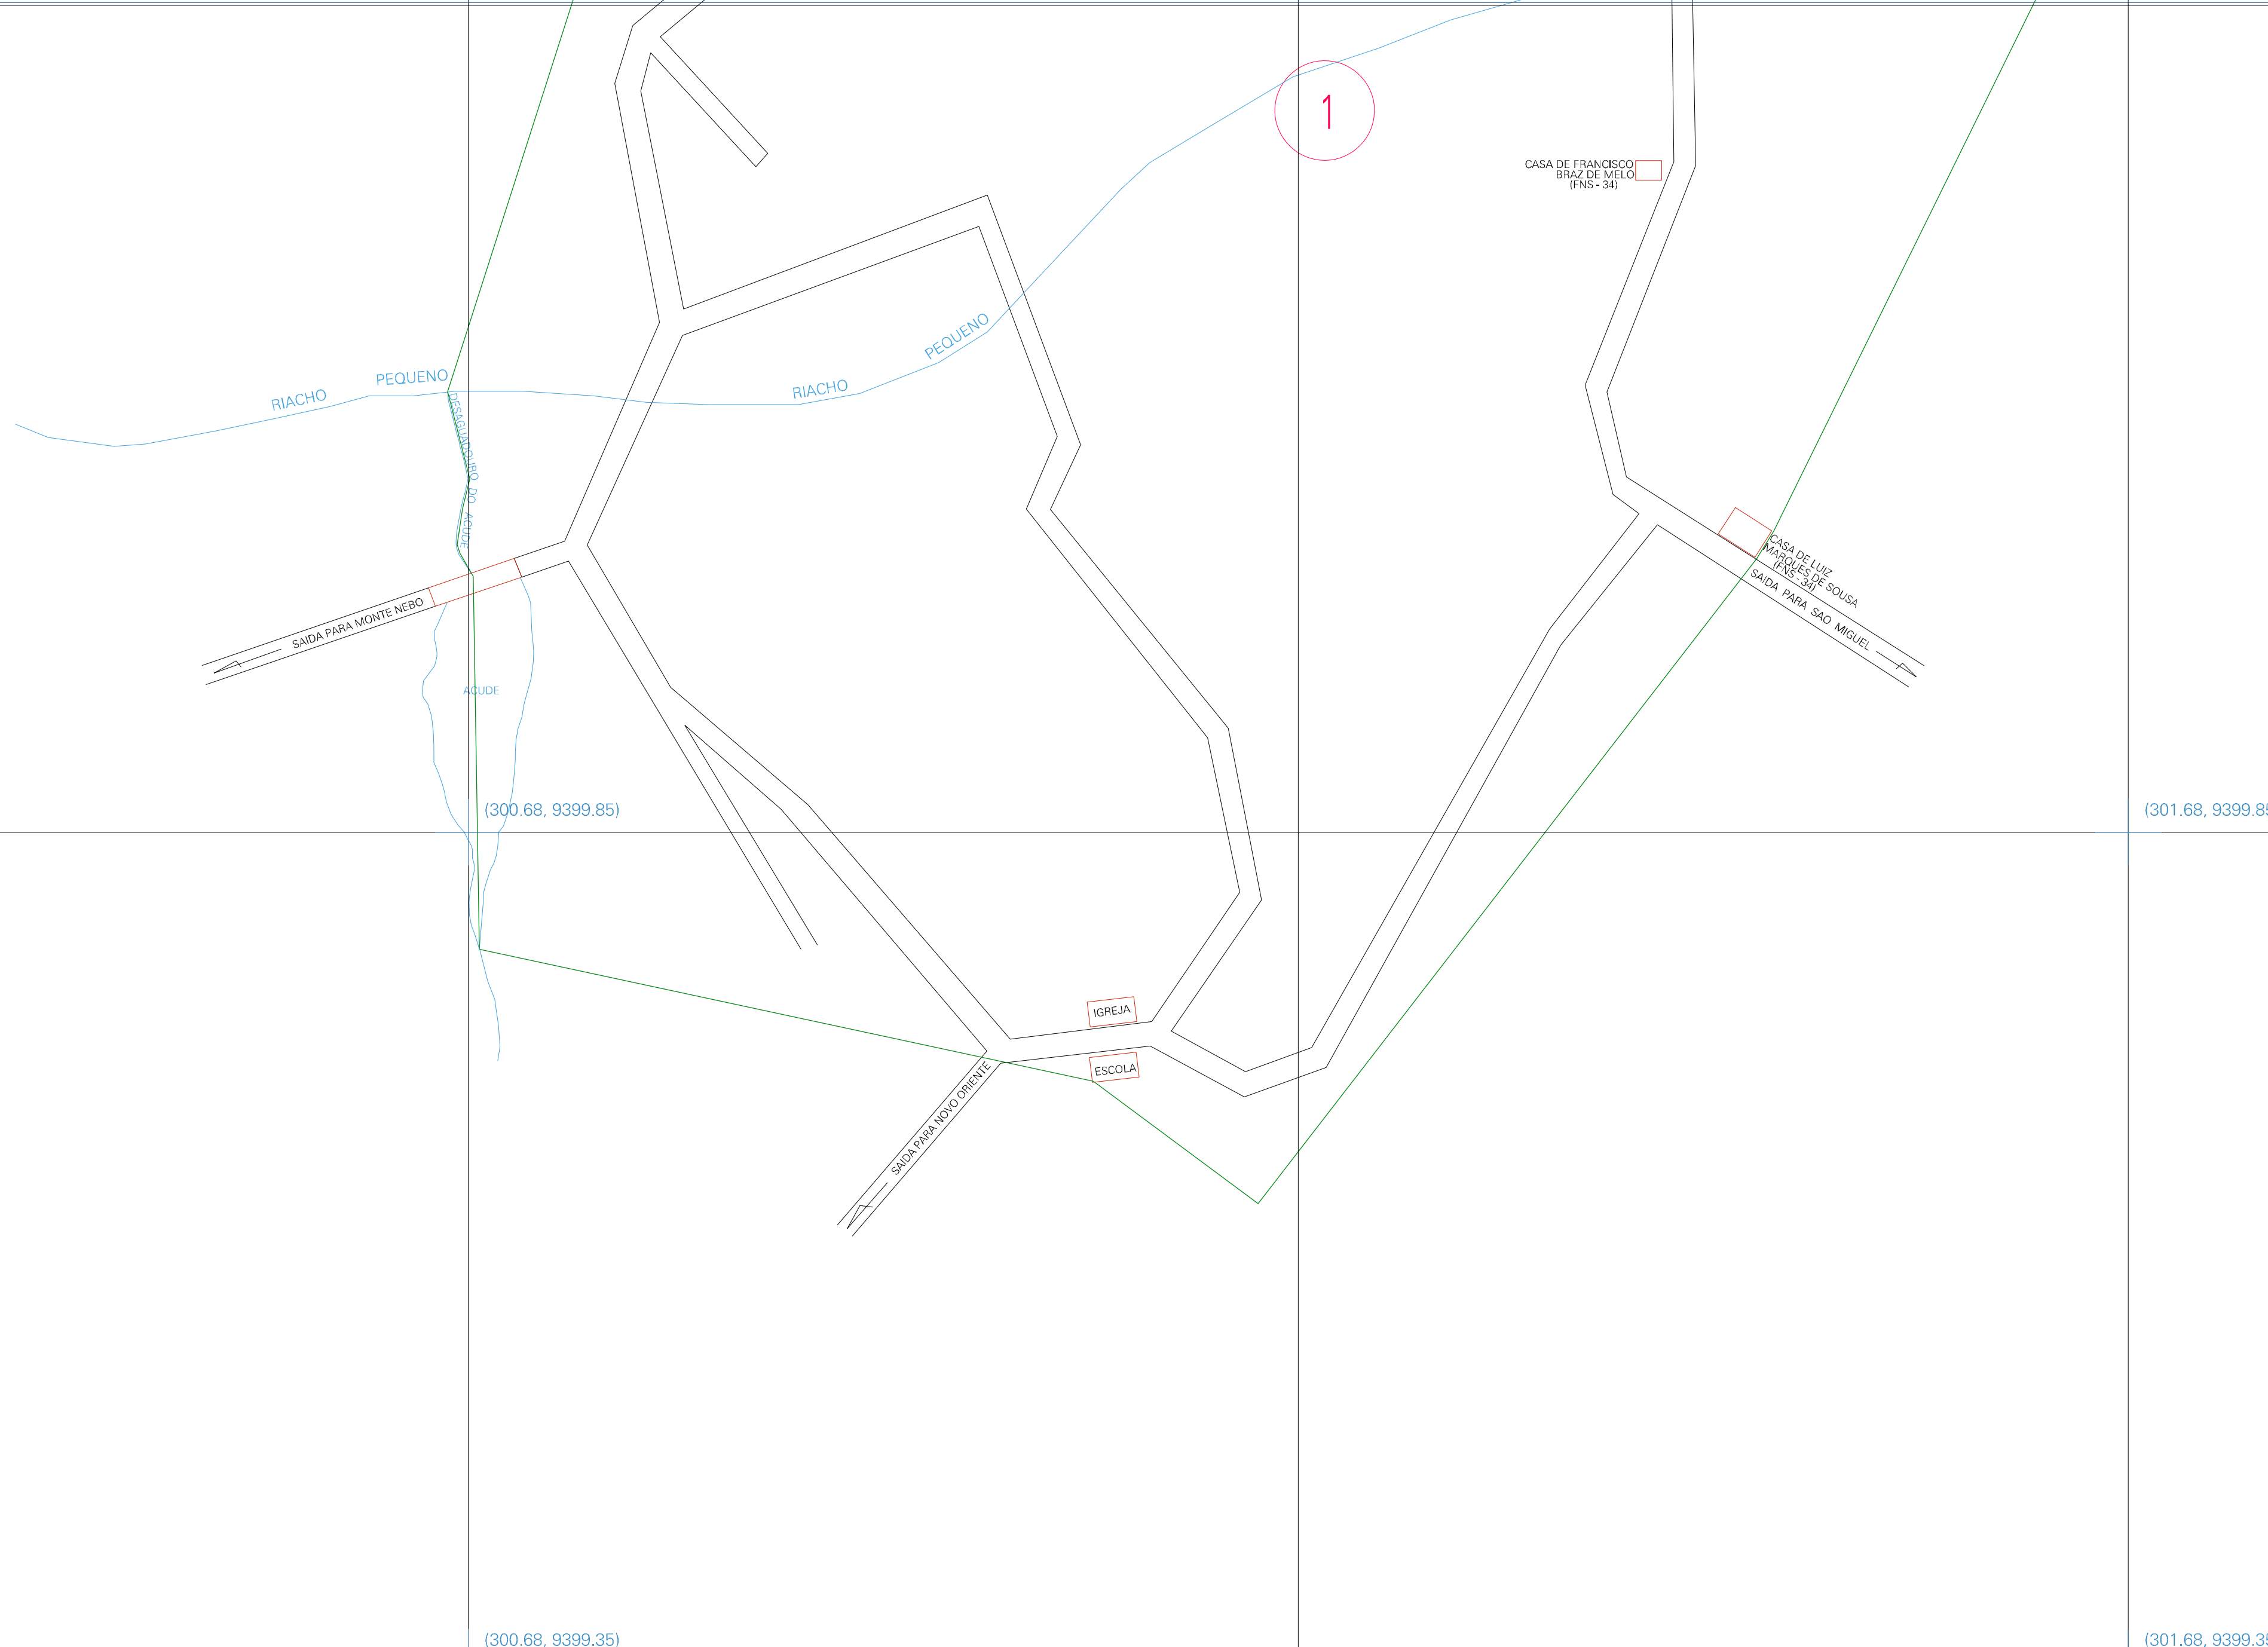 1
CASA DE FRANCISCO
BRAZ DE MELO
(FNS - 34)
PEQUENO
RIACHO
PEQUENO
RIACHO
DESAGUADOURO DO ACUDE
CASA DE LUIZ
MARQUES DE SOUSA
(FNS - 34)
SAIDA PARA SAO MIGUEL
SAIDA PARA MONTE NEBO
ACUDE
(300.68, 9399.85)
(301.68, 9399.85
IGREJA
ESCOLA
SAIDA PARA NOVO ORIENTE
(300.68, 9399.35)
(301.68, 9399.35